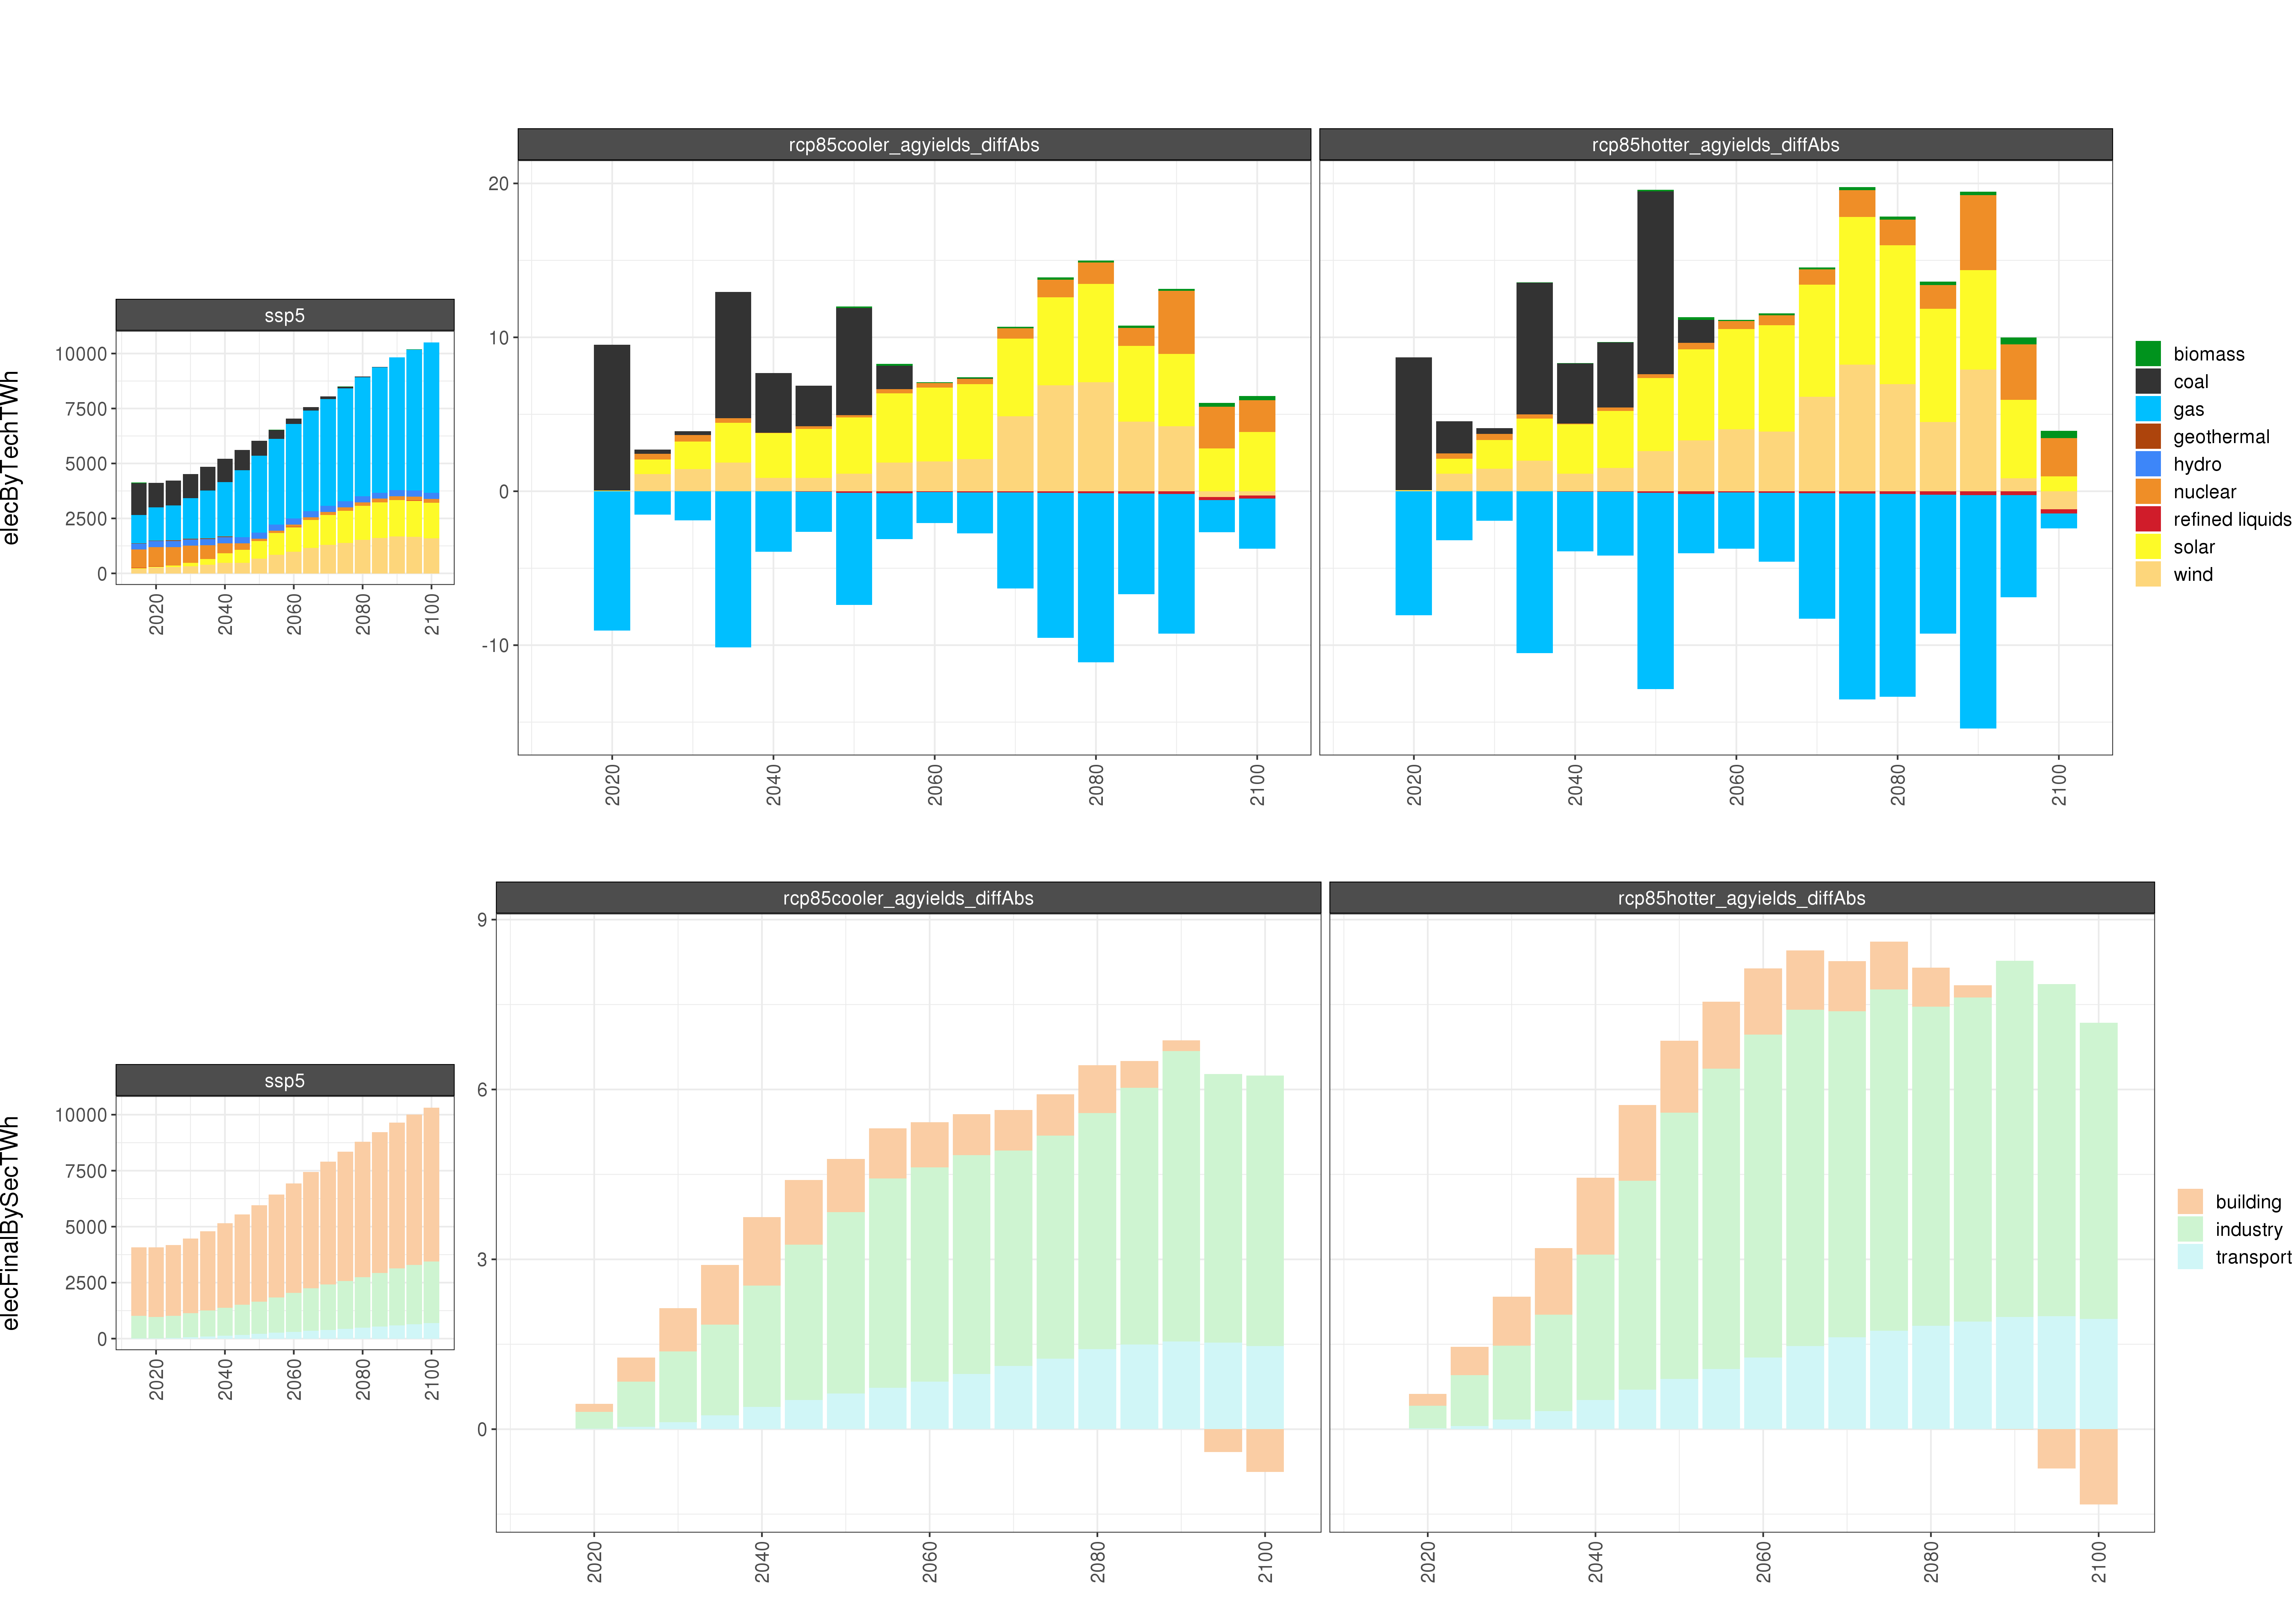 rcp85cooler_agyields_diffAbs
rcp85hotter_agyields_diffAbs
20
10
0
-10
2020
2040
2060
2080
2100
2020
2040
2060
2080
2100
ssp5
elecByTechTWh
10000
7500
5000
2500
0
2020
2040
2060
2080
2100
biomass
coal
gas
geothermal
hydro
nuclear
refined liquids
solar
wind
rcp85cooler_agyields_diffAbs
rcp85hotter_agyields_diffAbs
9
6
3
0
2020
2040
2060
2080
2100
2020
2040
2060
2080
2100
ssp5
elecFinalBySecTWh
10000
7500
5000
2500
0
2020
2040
2060
2080
2100
building
industry
transport